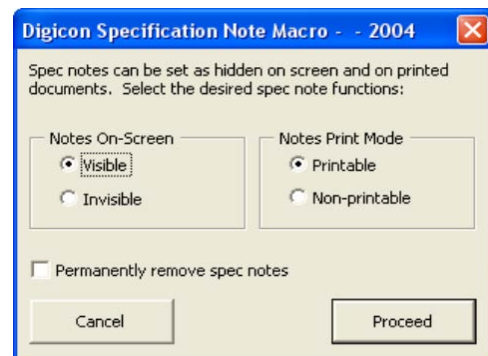 Digicon Specification Note Macro - - 2004
Spec notes can be set as hidden on screen and on printed
documents. Select the desired spec note functions:
Notes On-Screen
Visible
Invisible
Notes Print Mode
Printable
Non-printable
Permanently remove spec notes
Cancel
Proceed